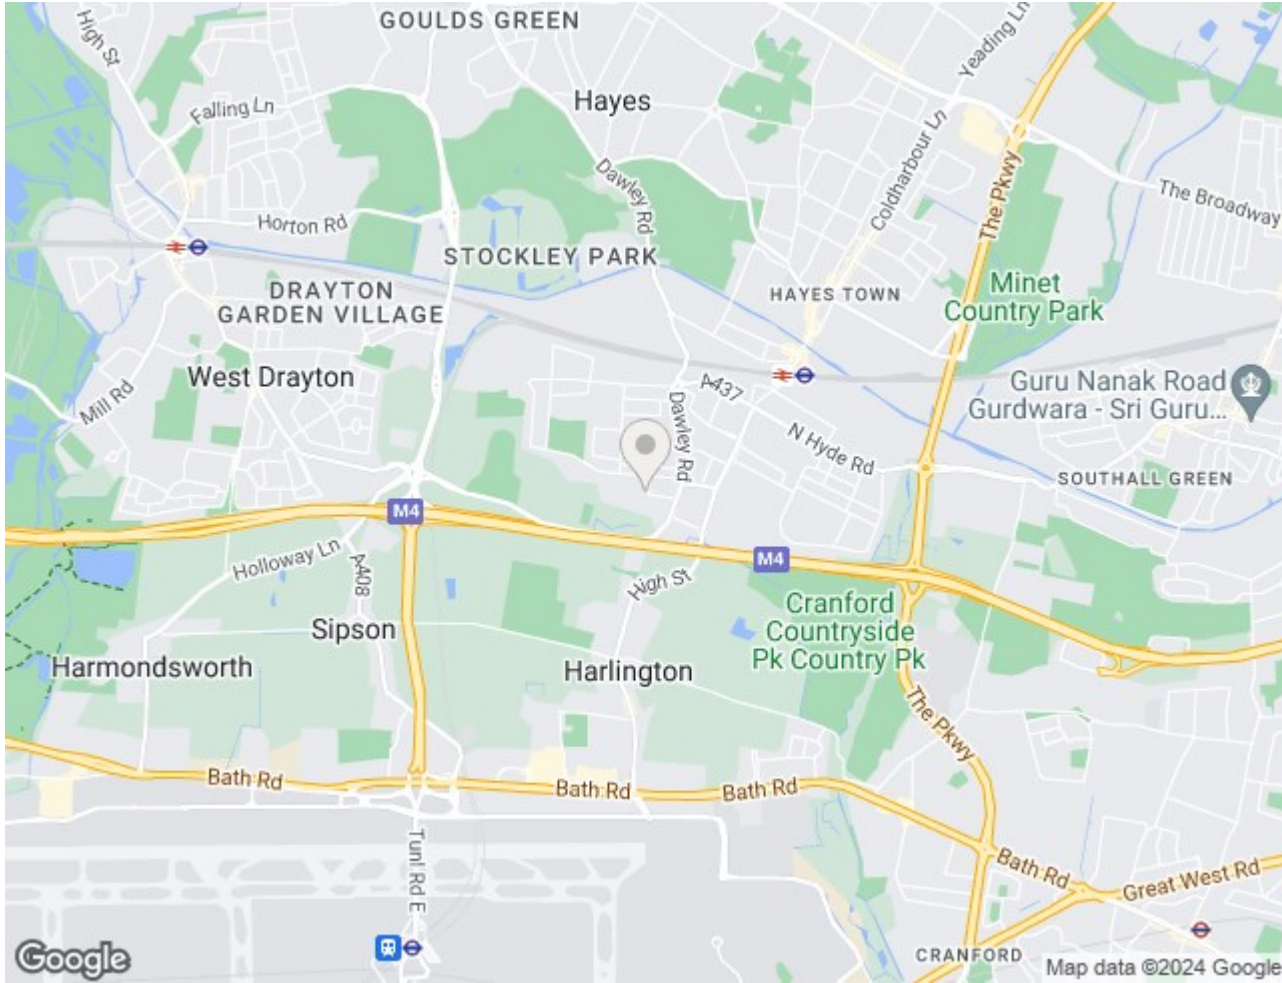 GOULDS GREEN
High St
Yeading Ln
Hayes
Falling Ln
Coldharbour Ln
The Pkwy
Dawley Rd
The Broadway
Horton Rd
STOCKLEY PARK
Minet
Country Park
DRAYTON
GARDEN VILLAGE
HAYES TOWN
West Drayton
Guru Nanak Road
Gurdwara - Sri Guru...
Mill Rd
A437
Dawley Rd
N Hyde Rd
SOUTHALL GREEN
M4
Holloway Ln
A408
M4
High St
Cranford
Countryside
Pk Country Pk
Sipson
Harmondsworth
Harlington
The Pkwy
Bath Rd
Bath Rd
Bath Rd
Tunl Rd E
Bath Rd
Great West Rd
CRANFORD
Google
Map data ©2024 Google